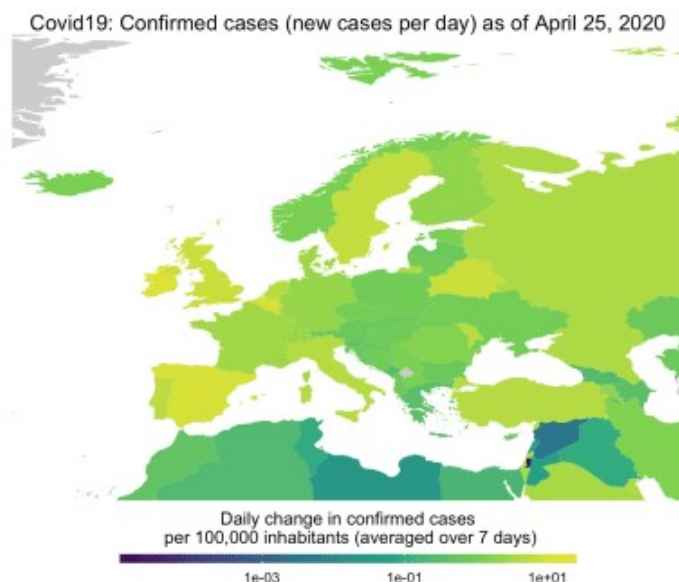 Covid19: Confirmed cases (new cases per day) as of April 25, 2020
Daily change in confirmed cases
per 100,000 inhabitants (averaged over 7 days)
1e-03 1e-01 1e+01